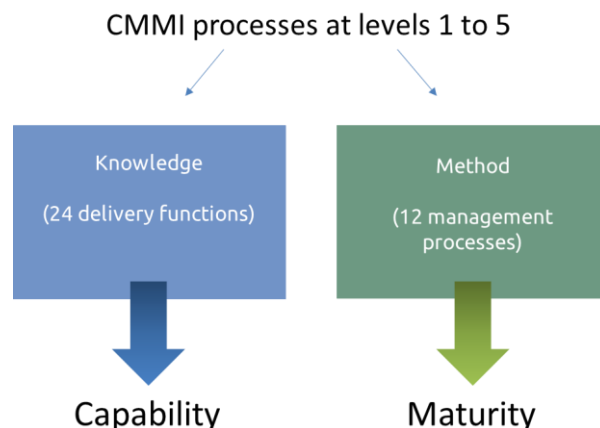 CMMI processes at levels 1 to 5
Knowledge
(24 delivery functions)
Method
(12 management
processes)
Capability
Maturity